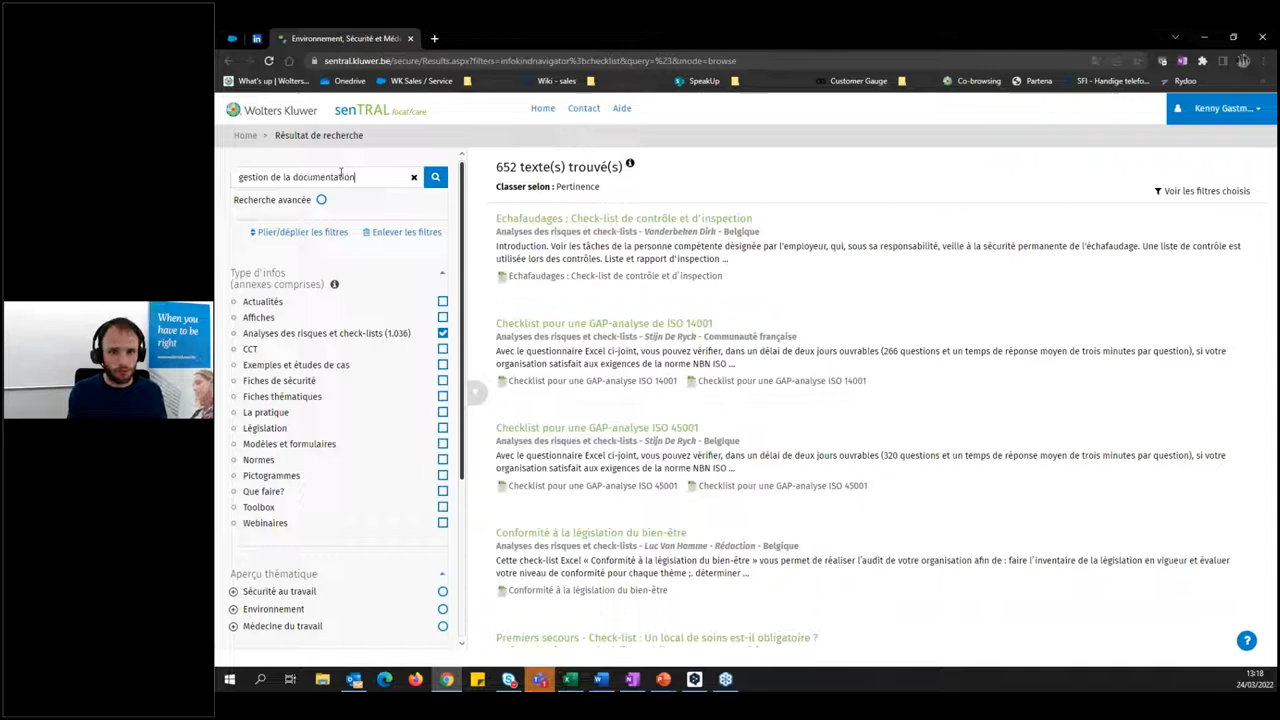 Environnement, Sécurité et Méd
sentral.kluwer.be/secure/Results.aspx?filters=infokindnavigator%3bchecklist&query=%23&mode=browse
What's up | Wolters... Onedrive WK Sales / Service Wiki - sales SpeakUp Customer Gauge Co-browsing Partena SFI - Handige telefo... Rydoo
Wolters Kluwer senTRAL local/care Home Contact Aide Kenny Gastm...
Home > Résultat de recherche
gestion de la documentation
Recherche avancée
Plier/déplier les filtres Enlever les filtres
Type d'infos
(annexes comprises)
Actualités
Affiches
Analyses des risques et check-lists (1.036)
CCT
Exemples et études de cas
Fiches de sécurité
Fiches thématiques
La pratique
Législation
Modèles et formulaires
Normes
Pictogrammes
Que faire?
Toolbox
Webinaires
Aperçu thématique
Sécurité au travail
Environnement
Médecine du travail
652 texte(s) trouvé(s)
Classer selon : Pertinence
Voir les filtres choisis
Echafaudages : Check-list de contrôle et d'inspection
Analyses des risques et check-lists - Vanderbeken Dirk - Belgique
Introduction. Voir les tâches de la personne compétente désignée par l'employeur, qui, sous sa responsabilité, veille à la sécurité permanente de l'échafaudage. Une liste de contrôle est
utilisée lors des contrôles. Liste et rapport d'inspection ...
Echafaudages : Check-list de contrôle et d'inspection
Checklist pour une GAP-analyse de ISO 14001
Analyses des risques et check-lists - Stijn De Ryck - Communauté française
Avec le questionnaire Excel ci-joint, vous pouvez vérifier, dans un délai de deux jours ouvrables (266 questions et un temps de réponse moyen de trois minutes par question), si votre
organisation satisfait aux exigences de la norme NBN ISO ...
Checklist pour une GAP-analyse ISO 14001 Checklist pour une GAP-analyse ISO 14001
Checklist pour une GAP-analyse ISO 45001
Analyses des risques et check-lists - Stijn De Ryck - Belgique
Avec le questionnaire Excel ci-joint, vous pouvez vérifier, dans un délai de deux jours ouvrables (320 questions et un temps de réponse moyen de trois minutes par question), si votre
organisation satisfait aux exigences de la norme NBN ISO ...
Checklist pour une GAP-analyse ISO 45001 Checklist pour une GAP-analyse ISO 45001
Conformité à la législation du bien-être
Analyses des risques et check-lists - Luc Van Hamme - Rédaction - Belgique
Cette check-list Excel « Conformité à la législation du bien-être » vous permet de réaliser l'audit de votre organisation afin de : faire l'inventaire de la législation en vigueur et évaluer
votre niveau de conformité pour chaque thème ;. déterminer ...
Conformité à la législation du bien-être
Premiers secours - Check-list : Un local de soins est-il obligatoire ?
When you
have to be
right
13:18
24/03/2022